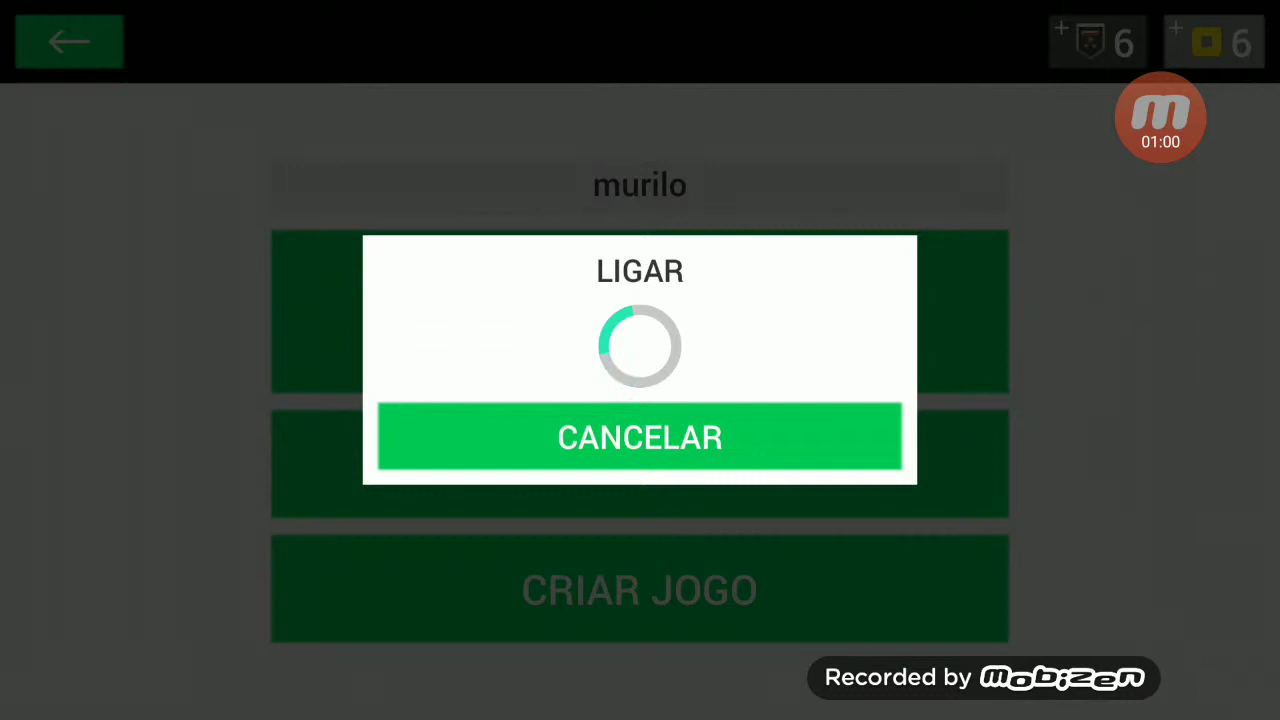 6
6
01:00
murilo
LIGAR
CANCELAR
CRIAR JOGO
Recorded by mobizen